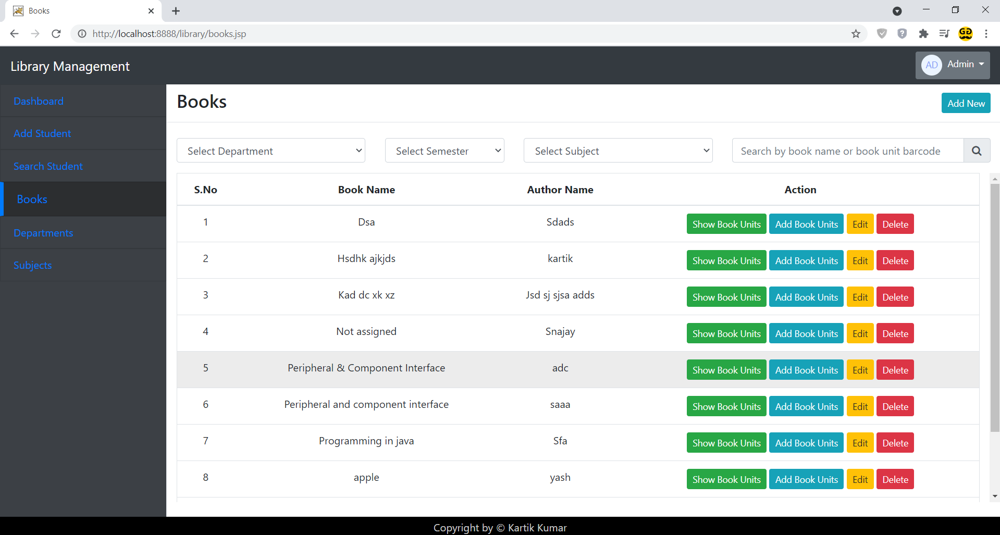 Books
http://localhost:8888/library/books.jsp
Library Management
AD Admin
Dashboard
Add Student
Search Student
Books
Departments
Subjects
Books
Add New
Select Department Select Semester Select Subject Search by book name or book unit barcode
S.No Book Name Author Name Action
1 Dsa Sdads Show Book Units Add Book Units Edit Delete
2 Hsdhk ajkjds kartik Show Book Units Add Book Units Edit Delete
3 Kad dc xk xz Jsd sj sjsa adds Show Book Units Add Book Units Edit Delete
4 Not assigned Snajay Show Book Units Add Book Units Edit Delete
5 Peripheral & Component Interface adc Show Book Units Add Book Units Edit Delete
6 Peripheral and component interface saaa Show Book Units Add Book Units Edit Delete
7 Programming in java Sfa Show Book Units Add Book Units Edit Delete
8 apple yash Show Book Units Add Book Units Edit Delete
Copyright by © Kartik Kumar